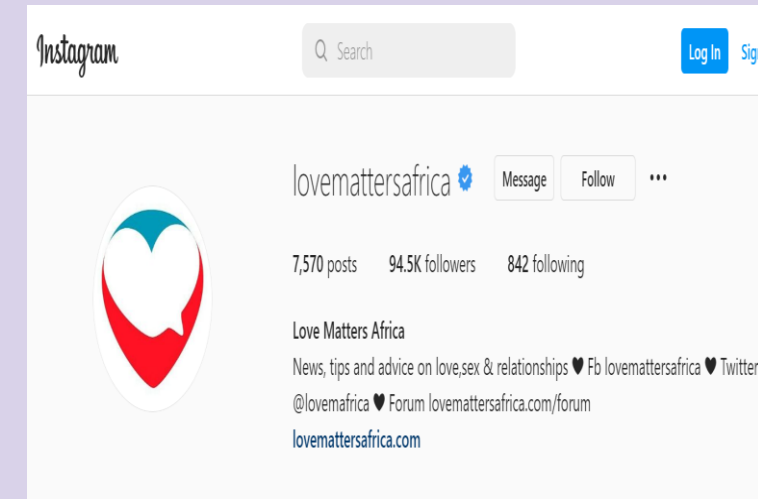 Instagram
Search
Log In
lovemattersafrica
Message
Follow
7,570 posts 94.5K followers 842 following
Love Matters Africa
News, tips and advice on love,sex & relationships ♥ Fb lovemattersafrica ♥ Twitter
@lovemafrica ♥ Forum lovemattersafrica.com/forum
lovemattersafrica.com